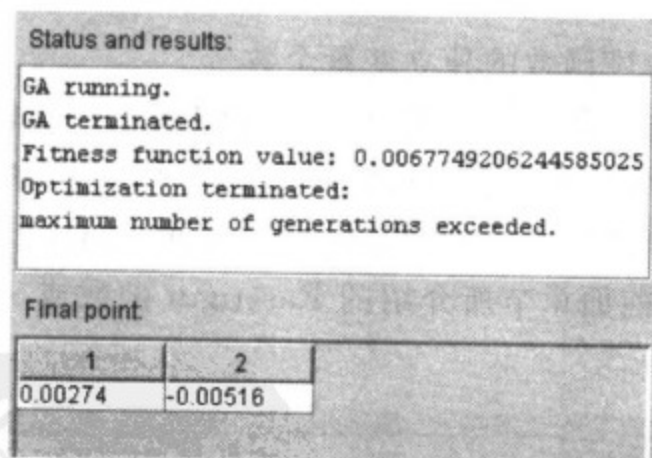 Status and results:
GA running.
GA terminated.
Fitness function value: 0.0067749206244585025
Optimization terminated:
maximum number of generations exceeded.
Final point:
1 2
0.00274 -0.00516